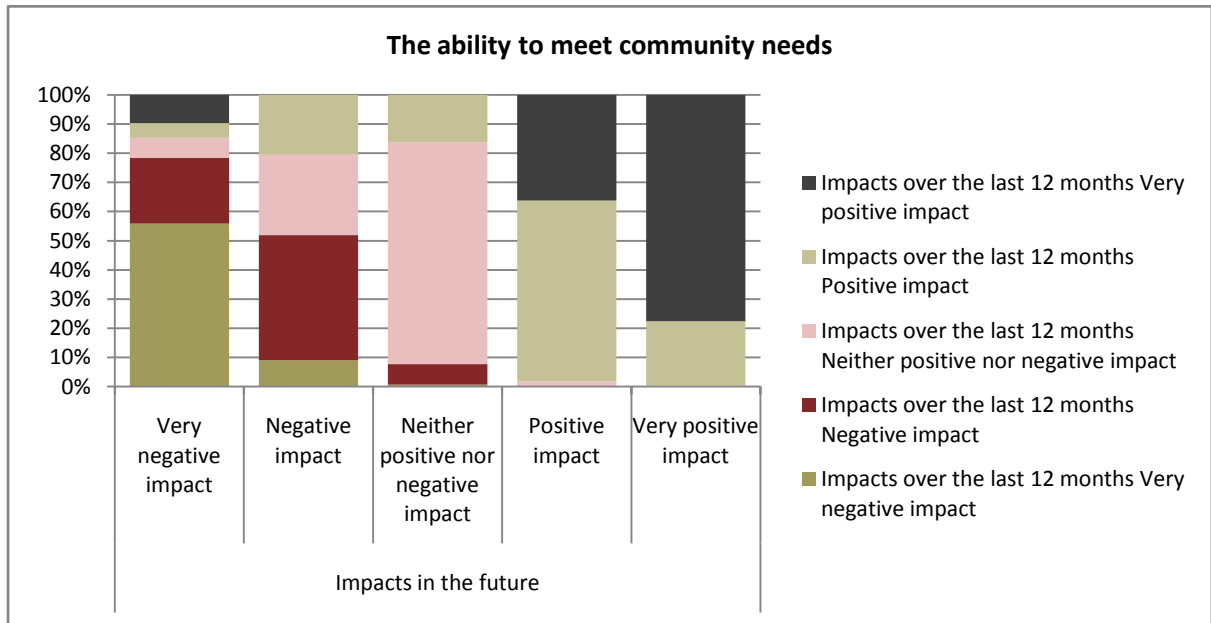 The ability to meet community needs
100%
90%
80%
70%
60%
50%
40%
30%
20%
10%
0%
Very
negative
impact
Negative
impact
Neither
positive nor
negative
impact
Positive
impact
Very positive
impact
Impacts in the future
Impacts over the last 12 months Very
positive impact
Impacts over the last 12 months
Positive impact
Impacts over the last 12 months
Neither positive nor negative impact
Impacts over the last 12 months
Negative impact
Impacts over the last 12 months Very
negative impact